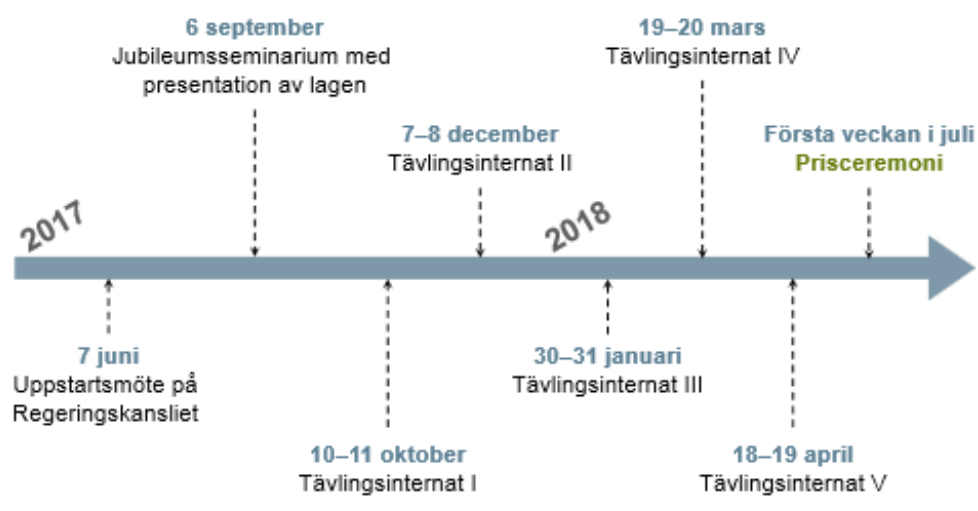 6 september
Jubileumsseminarium med
presentation av lagen
19–20 mars
Tävlingsinternat IV
7–8 december
Tävlingsinternat II
Första veckan i juli
Prisceremoni
2017
2018
7 juni
Uppstartsmöte på
Regeringskansliet
30–31 januari
Tävlingsinternat III
10–11 oktober
Tävlingsinternat I
18–19 april
Tävlingsinternat V